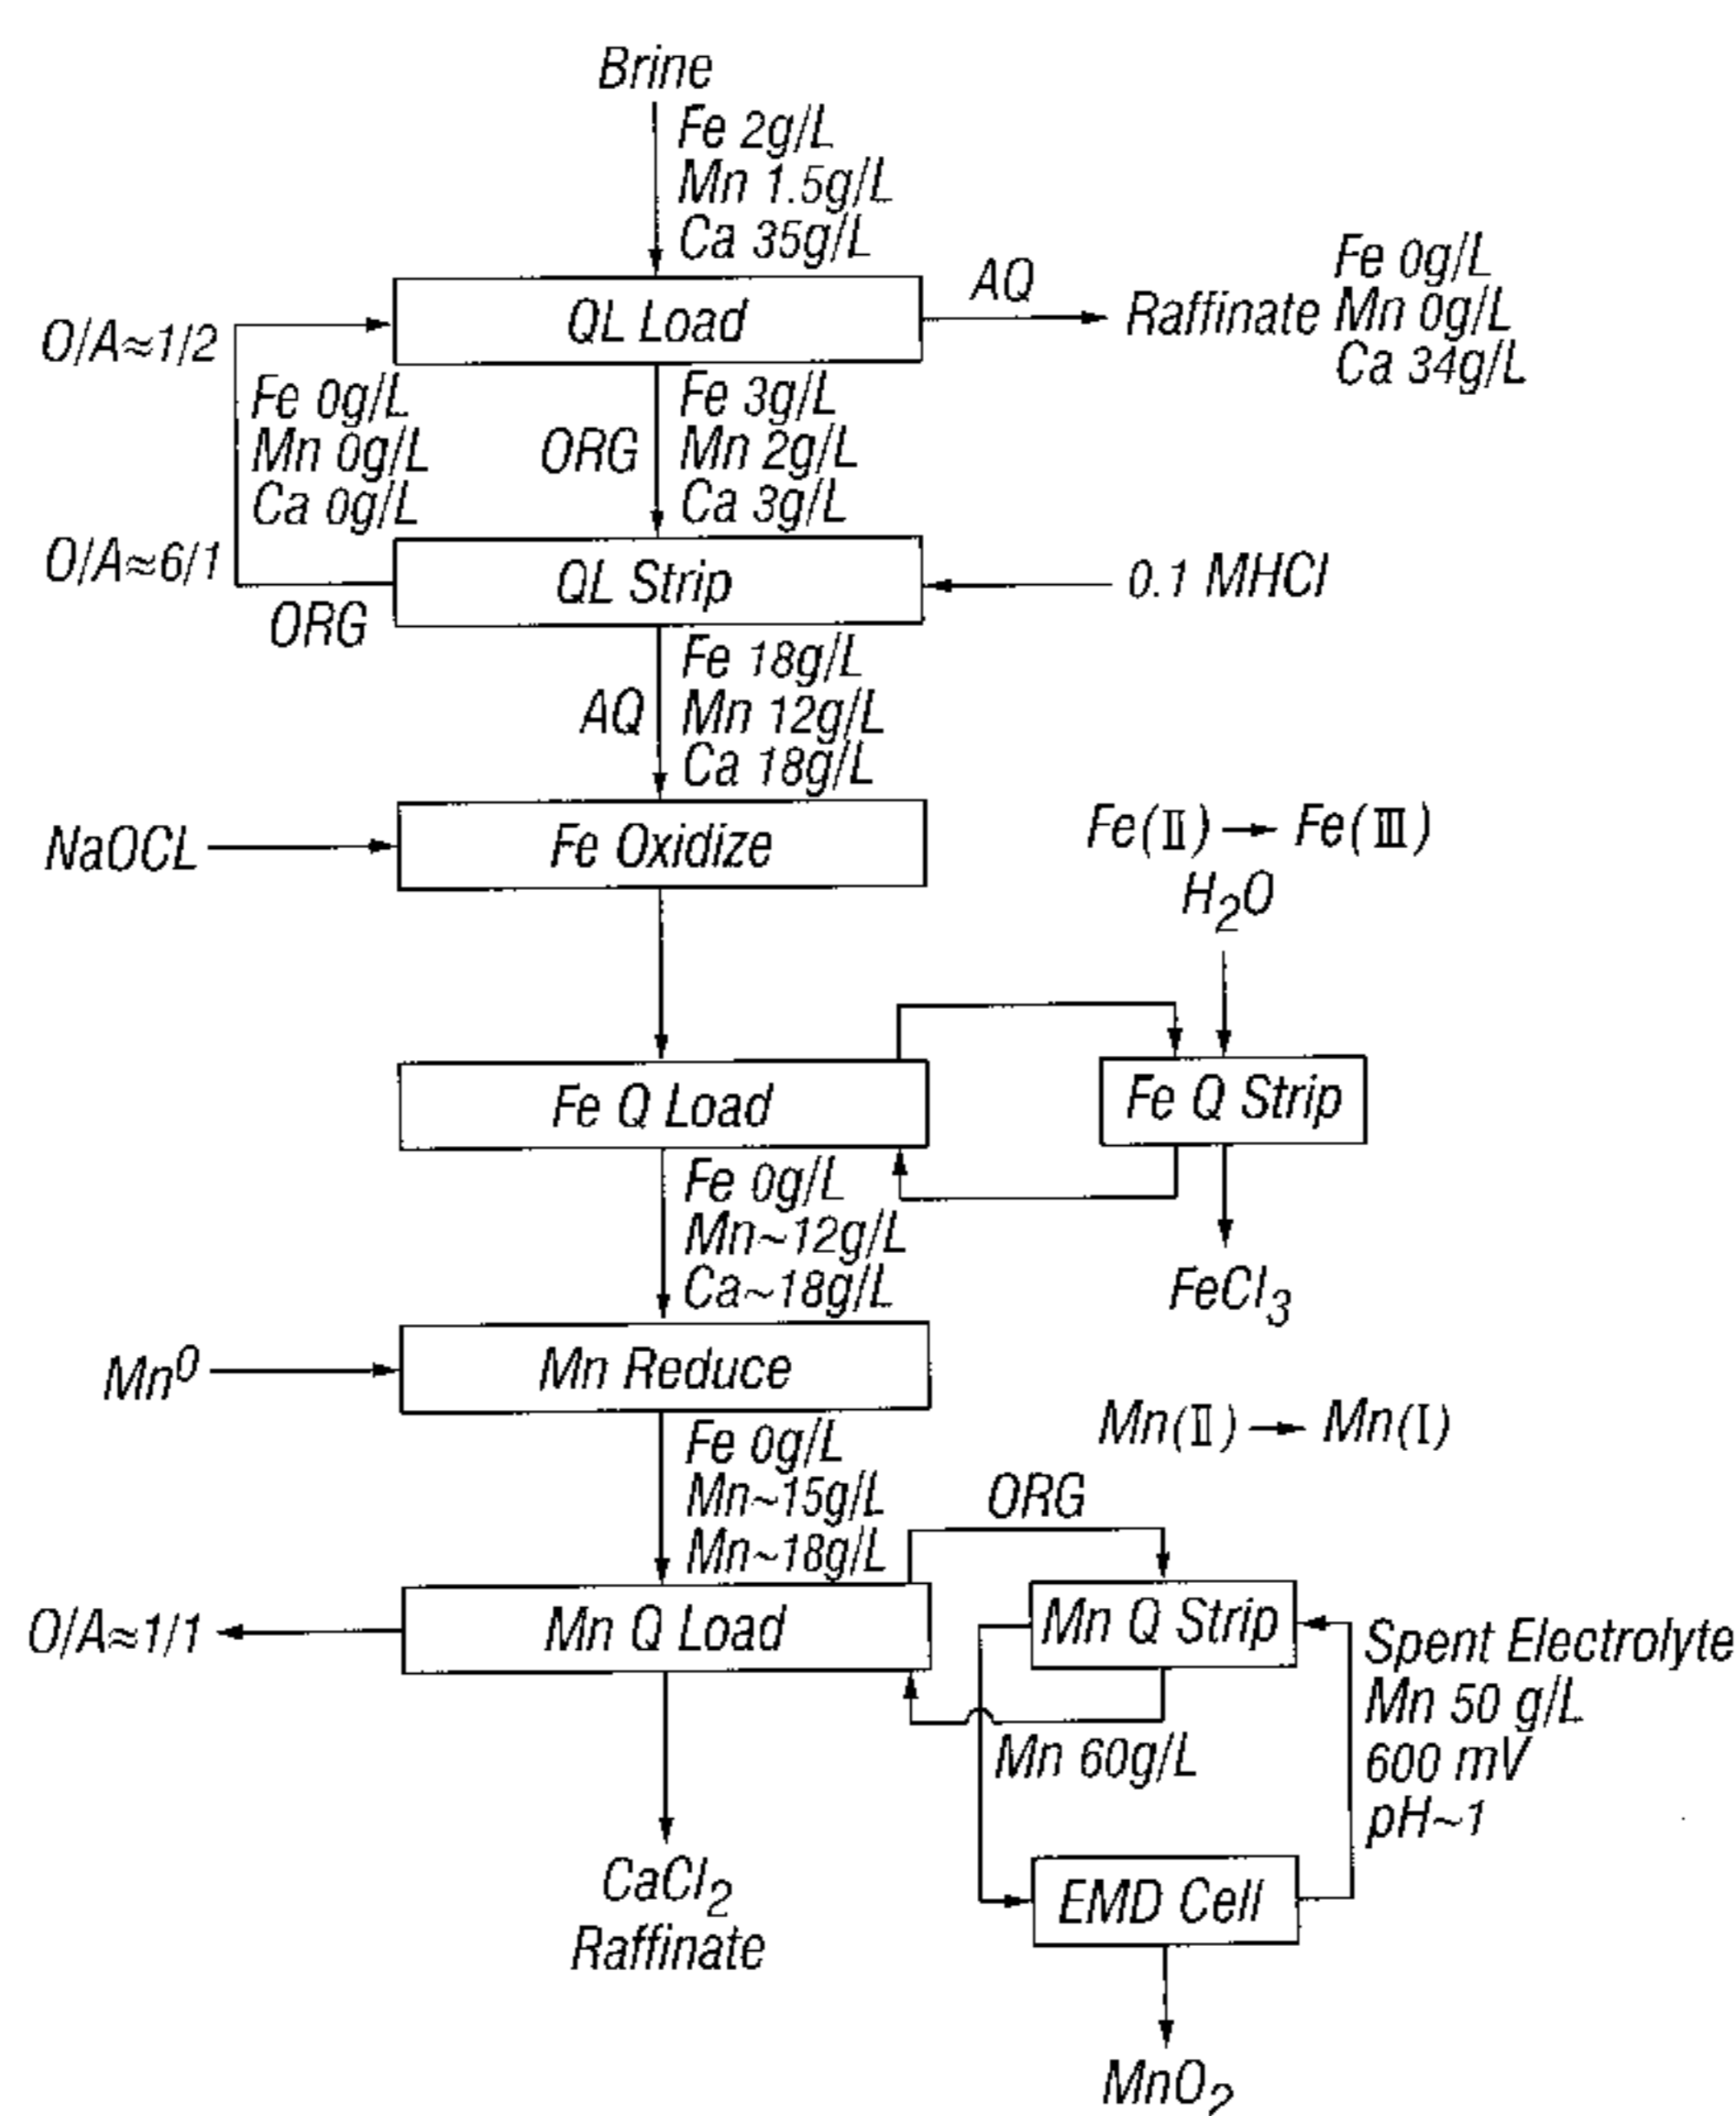 Brine
Fe 2g/L
Mn 1.5g/L
Ca 35g/L
QL Load
AQ
Raffinate
Fe 0g/L
Mn 0g/L
Ca 34g/L
O/A≈1/2
Fe 0g/L
Mn 0g/L
Ca 0g/L
ORG
Fe 3g/L
Mn 2g/L
Ca 3g/L
O/A≈6/1
ORG
QL Strip
0.1 MHCl
AQ
Fe 18g/L
Mn 12g/L
Ca 18g/L
NaOCL
Fe Oxidize
Fe(II) → Fe(III)
H2O
Fe Q Load
Fe Q Strip
Fe 0g/L
Mn~12g/L
Ca~18g/L
FeCl3
Mn0
Mn Reduce
Mn(II) → Mn(I)
Fe 0g/L
Mn~15g/L
Mn~18g/L
ORG
O/A≈1/1
Mn Q Load
Mn Q Strip
Spent Electrolyte
Mn 50 g/L
600 mV
pH~1
Mn 60g/L
CaCl2
Raffinate
EMD Cell
MnO2